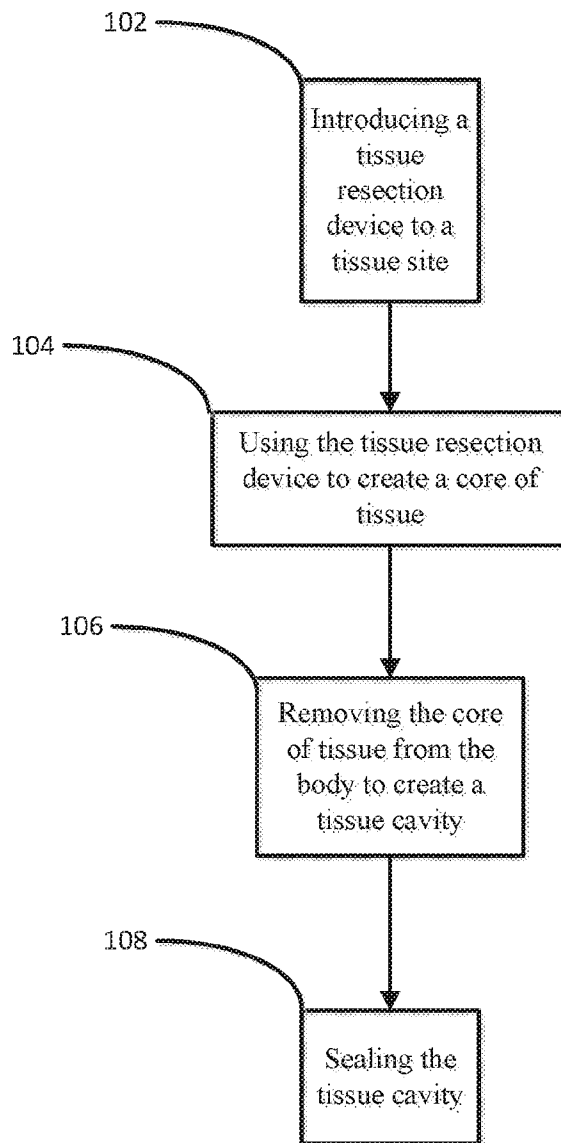 102
Introducing a
tissue
resection
device to a
tissue site
104
Using the tissue resection
device to create a core of
tissue
106
Removing the core
of tissue from the
body to create a
tissue cavity
108
Sealing the
tissue cavity